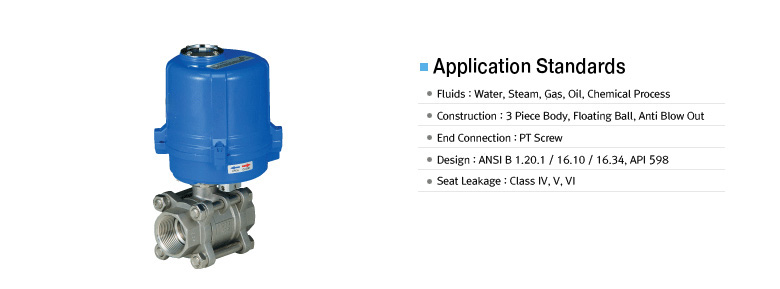 Application Standards
Fluids : Water, Steam, Gas, Oil, Chemical Process
Construction : 3 Piece Body, Floating Ball, Anti Blow Out
End Connection : PT Screw
Design : ANSI B 1.20.1 / 16.10 / 16.34, API 598
Seat Leakage : Class IV, V, VI